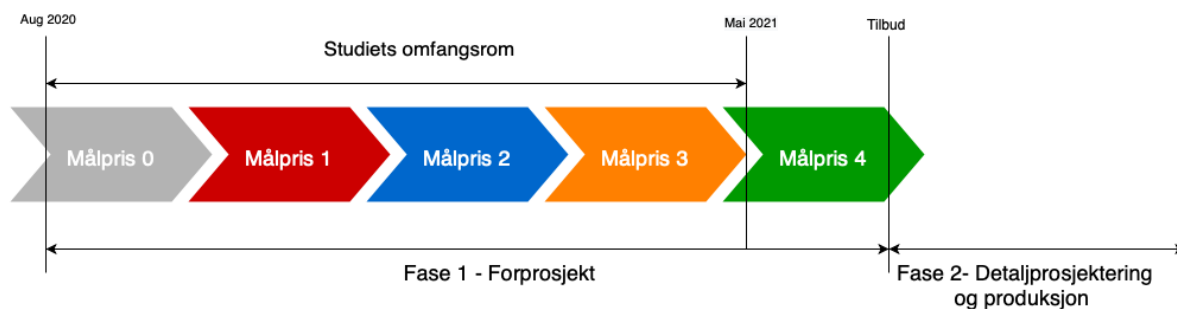 Aug 2020
Mai 2021
Tilbud
Studiets omfangsrom
Målpris 0
Målpris 1
Målpris 2
Målpris 3
Målpris 4
Fase 1 - Forprosjekt
Fase 2- Detaljprosjektering
og produksjon